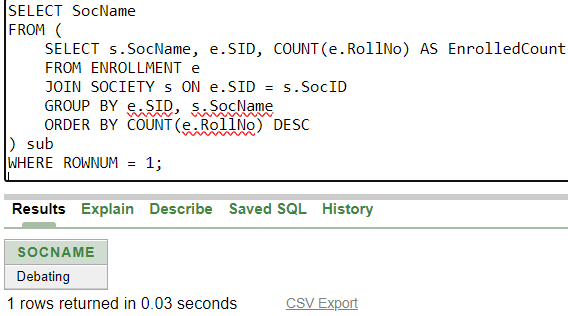 SELECT SocName
FROM (
    SELECT s.SocName, e.SID, COUNT(e.RollNo) AS EnrolledCount
    FROM ENROLLMENT e
    JOIN SOCIETY s ON e.SID = s.SocID
    GROUP BY e.SID, s.SocName
    ORDER BY COUNT(e.RollNo) DESC
) sub
WHERE ROWNUM = 1;
Results Explain Describe Saved SQL History
SOCNAME
Debating
1 rows returned in 0.03 seconds CSV Export